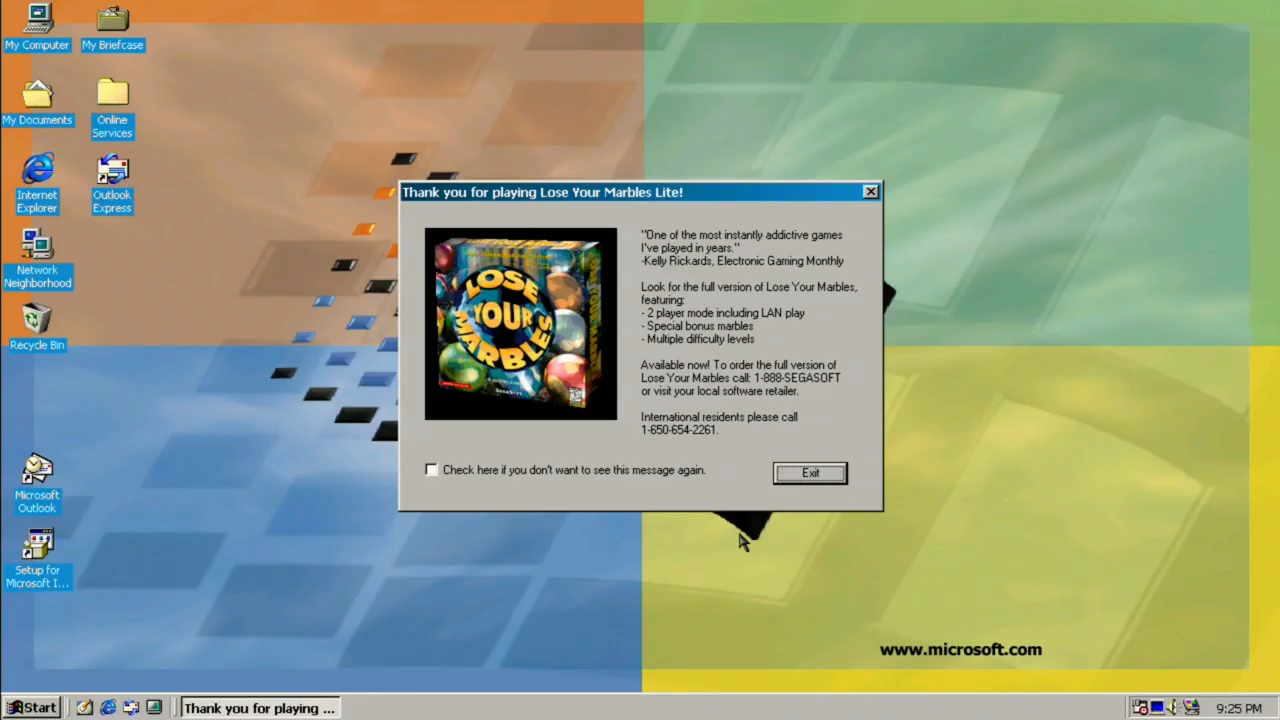 My Computer
My Briefcase
My Documents
Online
Services
Internet
Explorer
Outlook
Express
Network
Neighborhood
Recycle Bin
Microsoft
Outlook
Setup for
Microsoft I...
Thank you for playing Lose Your Marbles Lite!
LOSE
YOUR
MARBLES
"One of the most instantly addictive games
I've played in years."
-Kelly Rickards, Electronic Gaming Monthly
Look for the full version of Lose Your Marbles,
featuring:
- 2 player mode including LAN play
- Special bonus marbles
- Multiple difficulty levels
Available now! To order the full version of
Lose Your Marbles call: 1-888-SEGASOFT
or visit your local software retailer.
International residents please call
1-650-654-2261.
Check here if you don't want to see this message again.
Exit
www.microsoft.com
Start
Thank you for playing ...
9:25 PM